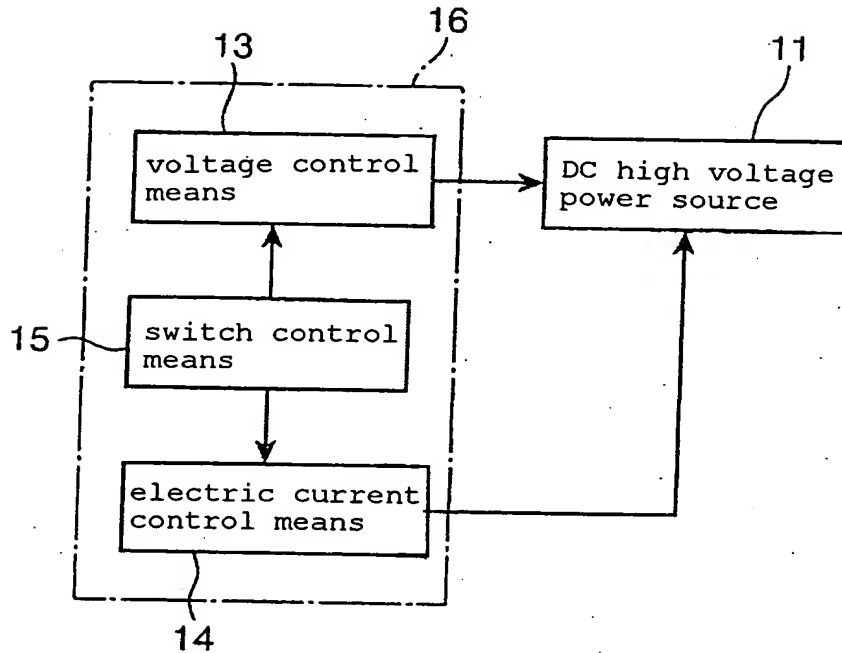 16
13
11
voltage control
means
DC high voltage
power source
15
switch control
means
electric current
control means
14